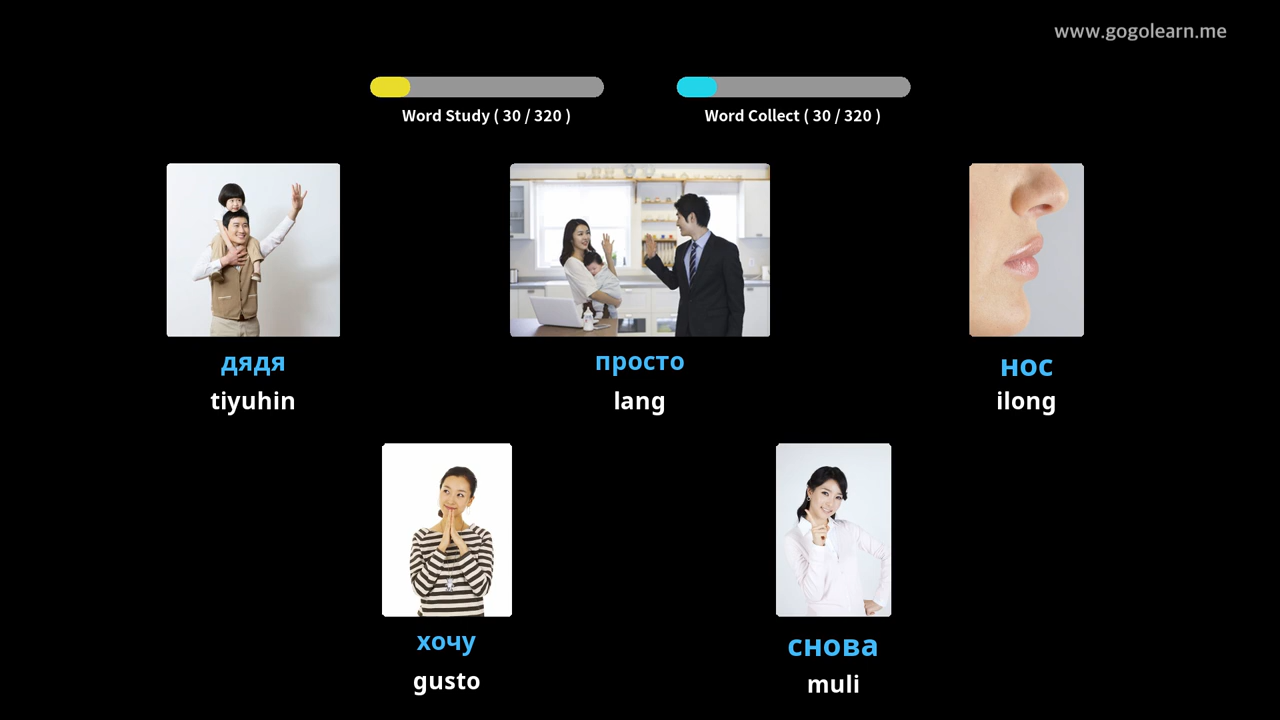 www.gogolearn.me
Word Study ( 30 / 320 )
Word Collect ( 30 / 320 )
дядя
tiyuhin
просто
lang
нос
ilong
хочу
gusto
снова
muli